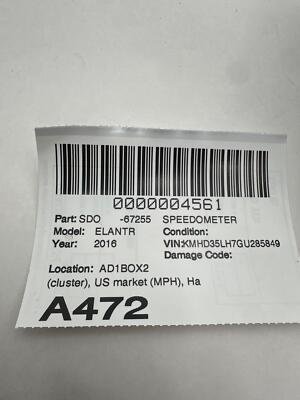 0000004561
Part: SDO -67255 SPEEDOMETER
Model: ELANTR Condition:
Year: 2016 VIN:KMHD35LH7GU285849
Damage Code:
Location: AD1BOX2
(cluster), US market (MPH), Ha
A472